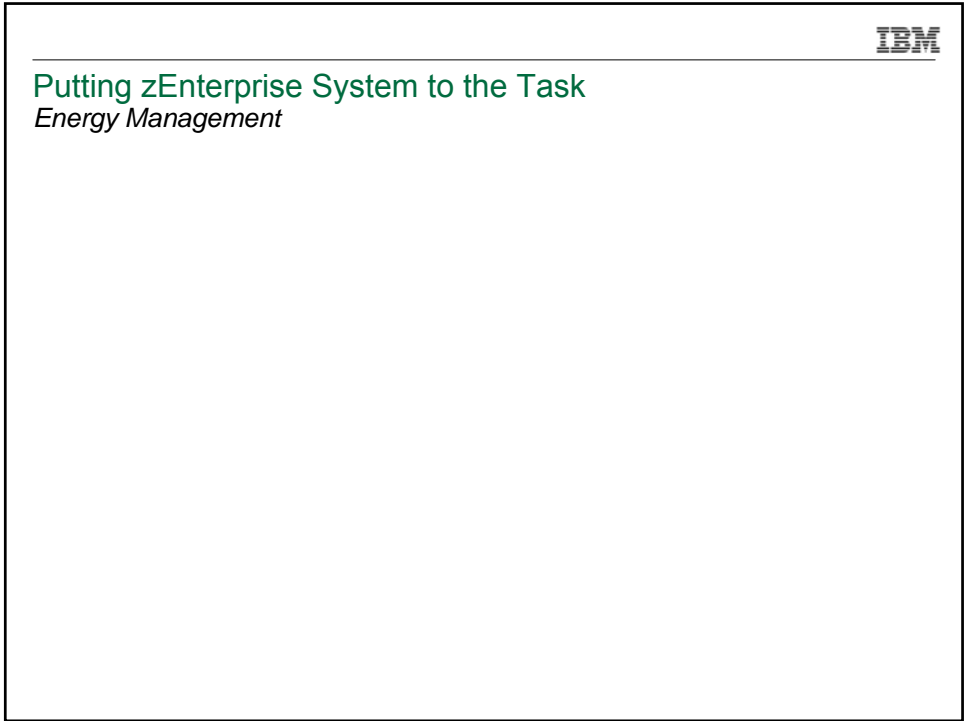 IBM
Putting zEnterprise System to the Task
Energy Management